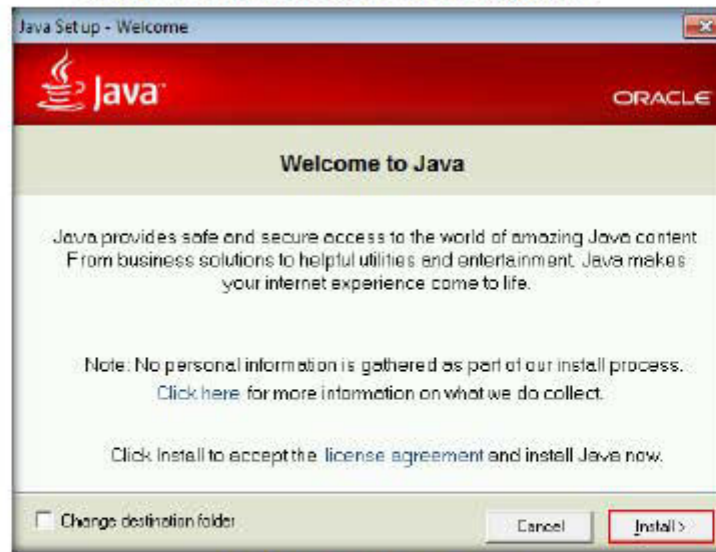 Java Setup - Welcome
Java
ORACLE
Welcome to Java
Java provides safe and secure access to the world of amazing Java content
From business solutions to helpful utilities and entertainment, Java makes
your internet experience come to life.
Note: No personal information is gathered as part of our install process.
Click here for more information on what we do collect.
Click Install to accept the license agreement and install Java now.
Change destination folder
Cancel
Install >